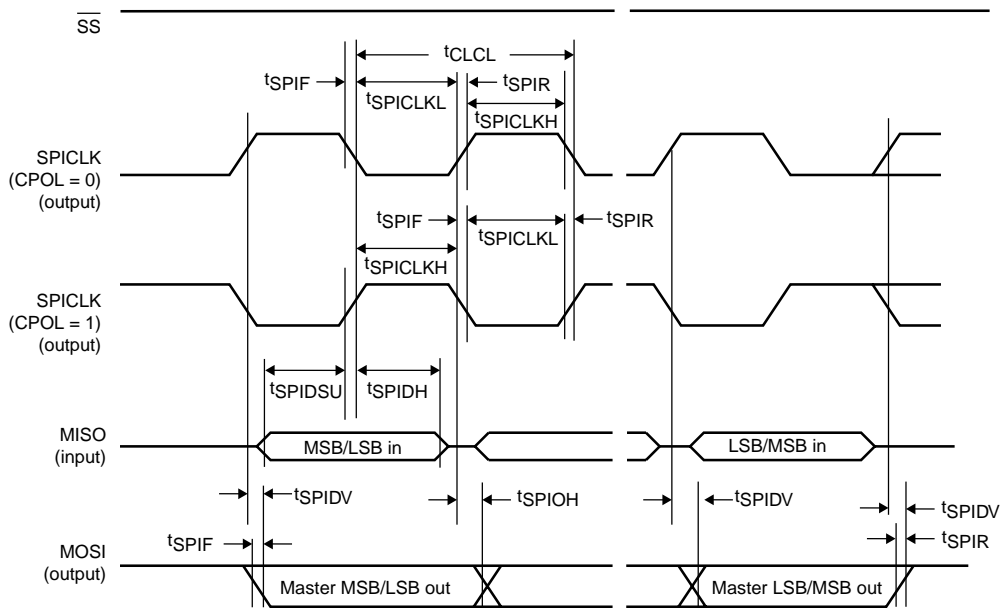 SS
tCLCL
tSPIF
tSPICLKL
tSPIR
tSPICLKH
SPICLK
(CPOL = 0)
(output)
tSPIF
tSPICLKL
tSPIR
tSPICLKH
SPICLK
(CPOL = 1)
(output)
tSPIDSU
tSPIDH
MISO
(input)
MSB/LSB in
LSB/MSB in
tSPIDV
tSPIOH
tSPIDV
tSPIDV
tSPIF
tSPIR
MOSI
(output)
Master MSB/LSB out
Master LSB/MSB out